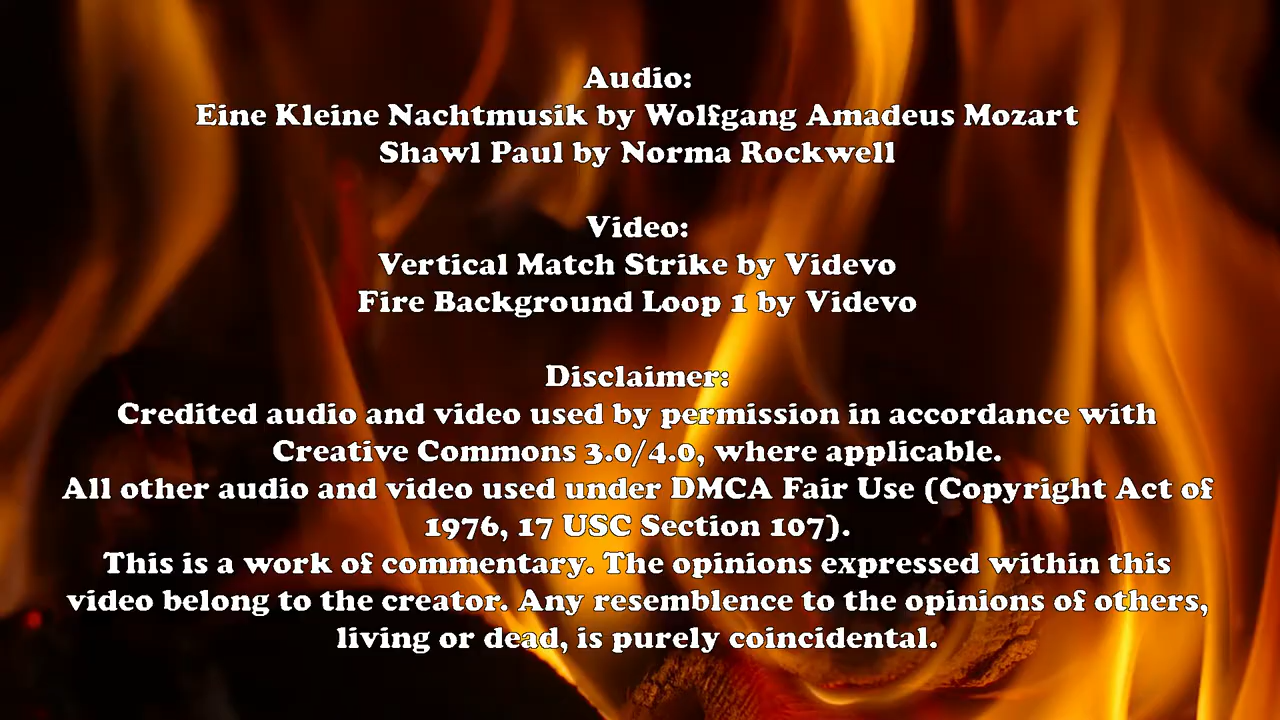 Audio:
Eine Kleine Nachtmusik by Wolfgang Amadeus Mozart
Shawl Paul by Norma Rockwell
Video:
Vertical Match Strike by Videvo
Fire Background Loop 1 by Videvo
Disclaimer:
Credited audio and video used by permission in accordance with
Creative Commons 3.0/4.0, where applicable.
All other audio and video used under DMCA Fair Use (Copyright Act of
1976, 17 USC Section 107).
This is a work of commentary. The opinions expressed within this
video belong to the creator. Any resemblence to the opinions of others,
living or dead, is purely coincidental.